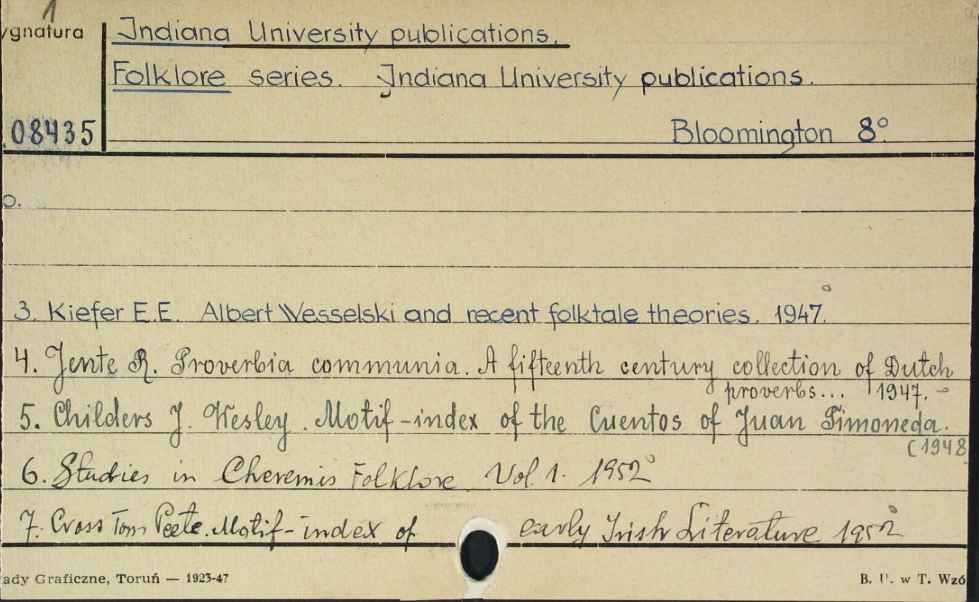 1
ygnatura
Indiana University publications.
Folklore series. Indiana University publications.
08435
Bloomington 8°
o.
3. Kiefer E.E. Albert Wesselski and recent folktale theories. 1947.
4. Jente R. Proverbia communia. A fifteenth century collection of Dutch
proverbs... 1947.
5. Childers J. Wesley. Motif-index of the Cuentos of Juan Timoneda.
(1948
6. Studies in Cheremis Folklore Vol. 1. 1952
7. Cross Tom Peete. Motif-index of early Irish Literature 1952
ady Graficzne, Toruń — 1923-47
B. U. w T. Wzó